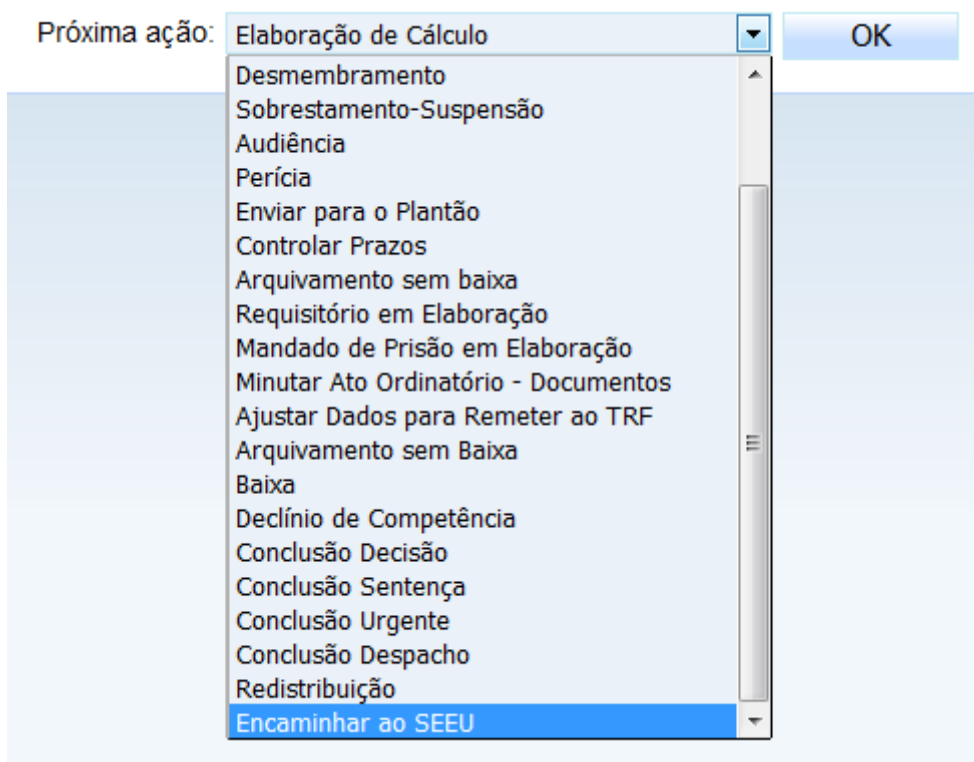 Próxima ação: Elaboração de Cálculo OK
Desmembramento
Sobrestamento-Suspensão
Audiência
Perícia
Enviar para o Plantão
Controlar Prazos
Arquivamento sem baixa
Requisitório em Elaboração
Mandado de Prisão em Elaboração
Minutar Ato Ordinatório - Documentos
Ajustar Dados para Remeter ao TRF
Arquivamento sem Baixa
Baixa
Declínio de Competência
Conclusão Decisão
Conclusão Sentença
Conclusão Urgente
Conclusão Despacho
Redistribuição
Encaminhar ao SEEU